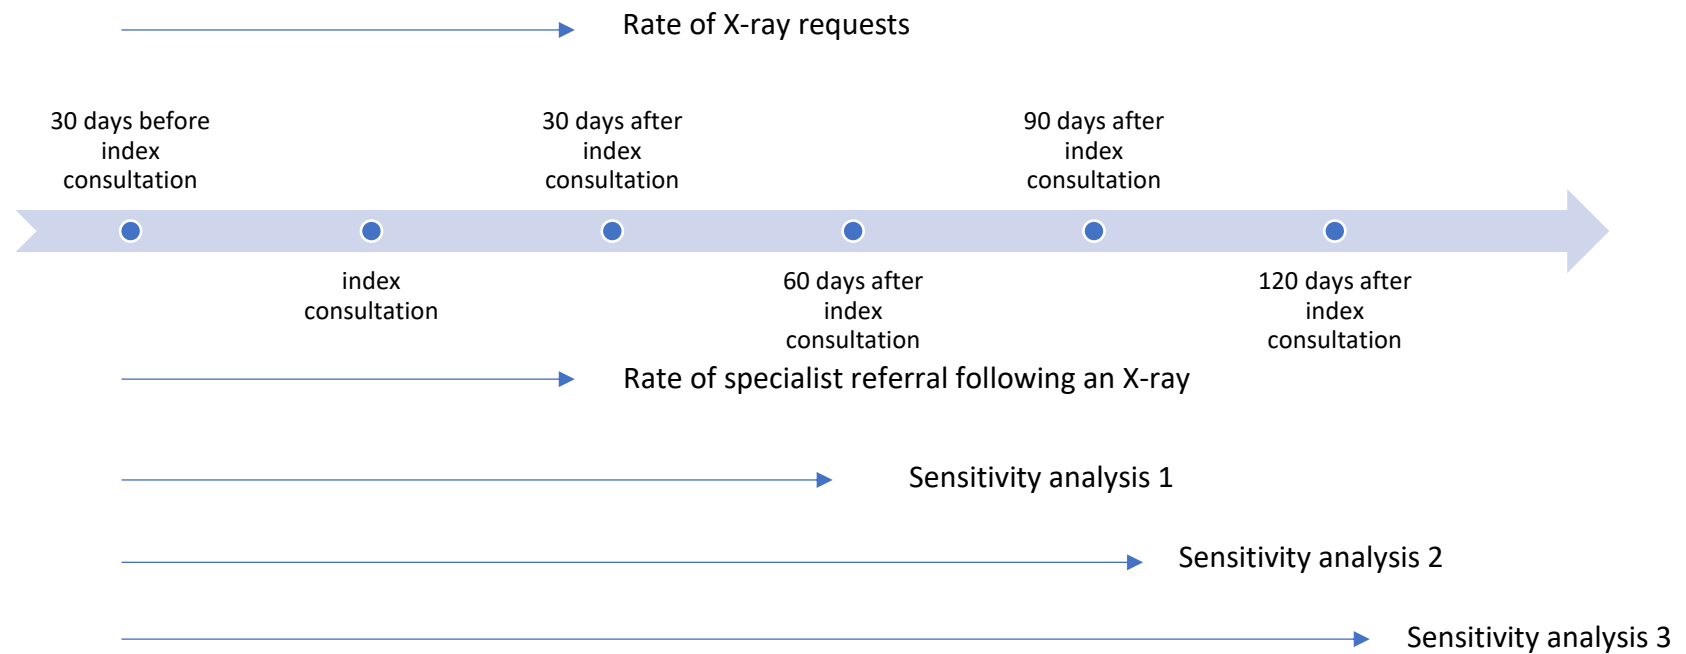 Rate of X-ray requests
30 days before
index
consultation
30 days after
index
consultation
90 days after
index
consultation
index
consultation
60 days after
index
consultation
120 days after
index
consultation
Rate of specialist referral following an X-ray
Sensitivity analysis 1
Sensitivity analysis 2
Sensitivity analysis 3